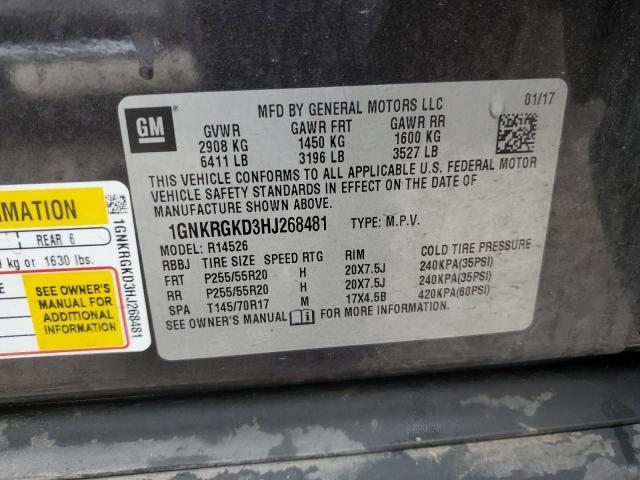 GM
MFD BY GENERAL MOTORS LLC 01/17
GVWR GAWR FRT GAWR RR
2908 KG 1450 KG 1600 KG
6411 LB 3196 LB 3527 LB
THIS VEHICLE CONFORMS TO ALL APPLICABLE U.S. FEDERAL MOTOR
VEHICLE SAFETY STANDARDS IN EFFECT ON THE DATE OF
MANUFACTURE SHOWN ABOVE.
1GNKRGKD3HJ268481 TYPE: M.P.V.
MODEL: R14526
RBBJ TIRE SIZE SPEED RTG RIM COLD TIRE PRESSURE
FRT P255/55R20 H 20X7.5J 240KPA(35PSI)
RR P255/55R20 H 20X7.5J 240KPA(35PSI)
SPA T145/70R17 M 17X4.5B 420KPA(60PSI)
SEE OWNER'S MANUAL FOR MORE INFORMATION.
REAR 6
kg or 1630 lbs.
SEE OWNER'S
MANUAL FOR
ADDITIONAL
INFORMATION
1GNKRGKD3HJ268481